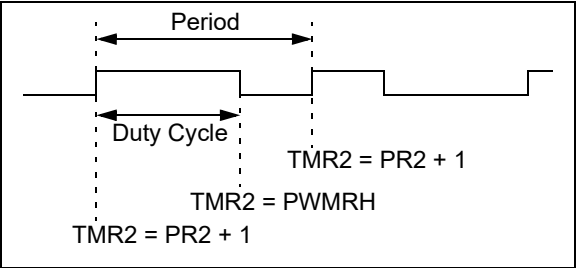 Period
Duty Cycle
TMR2 = PR2 + 1
TMR2 = PWMRH
TMR2 = PR2 + 1